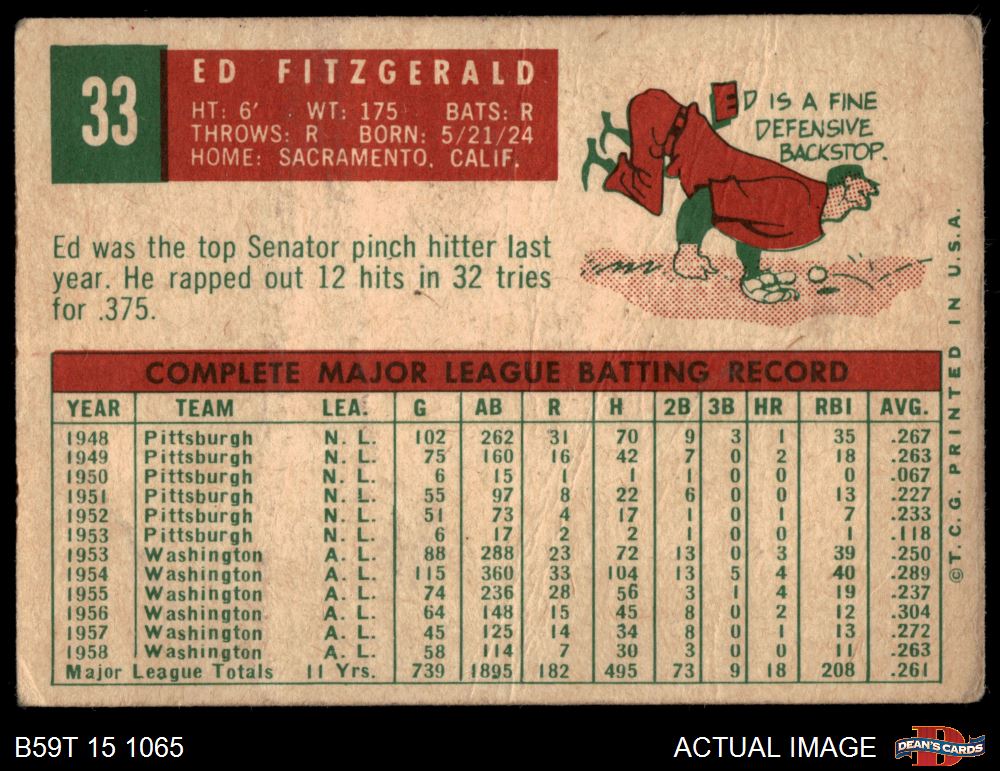 33
ED FITZGERALD
HT: 6' WT: 175 BATS: R
THROWS: R BORN: 5/21/24
HOME: SACRAMENTO, CALIF.
ED IS A FINE
DEFENSIVE
BACKSTOP.
Ed was the top Senator pinch hitter last
year. He rapped out 12 hits in 32 tries
for .375.
COMPLETE MAJOR LEAGUE BATTING RECORD
YEAR TEAM LEA. G AB R H 2B 3B HR RBI AVG.
1948 Pittsburgh N. L. 102 262 31 70 9 3 1 35 .267
1949 Pittsburgh N. L. 75 160 16 42 7 0 2 18 .263
1950 Pittsburgh N. L. 6 15 1 1 1 0 0 0 .067
1951 Pittsburgh N. L. 55 97 8 22 6 0 0 13 .227
1952 Pittsburgh N. L. 51 73 4 17 1 0 1 7 .233
1953 Pittsburgh N. L. 6 17 2 2 1 0 0 1 .118
1953 Washington A. L. 88 288 23 72 13 0 3 39 .250
1954 Washington A. L. 115 360 33 104 13 5 4 40 .289
1955 Washington A. L. 74 236 28 56 3 1 4 19 .237
1956 Washington A. L. 64 148 15 45 8 0 2 12 .304
1957 Washington A. L. 45 125 14 34 8 0 1 13 .272
1958 Washington A. L. 58 114 7 30 3 0 0 11 .263
Major League Totals 11 Yrs. 739 1895 182 495 73 9 18 208 .261
© T. C. G. PRINTED IN U.S.A.
B59T 15 1065
ACTUAL IMAGE
DEAN'S CARDS